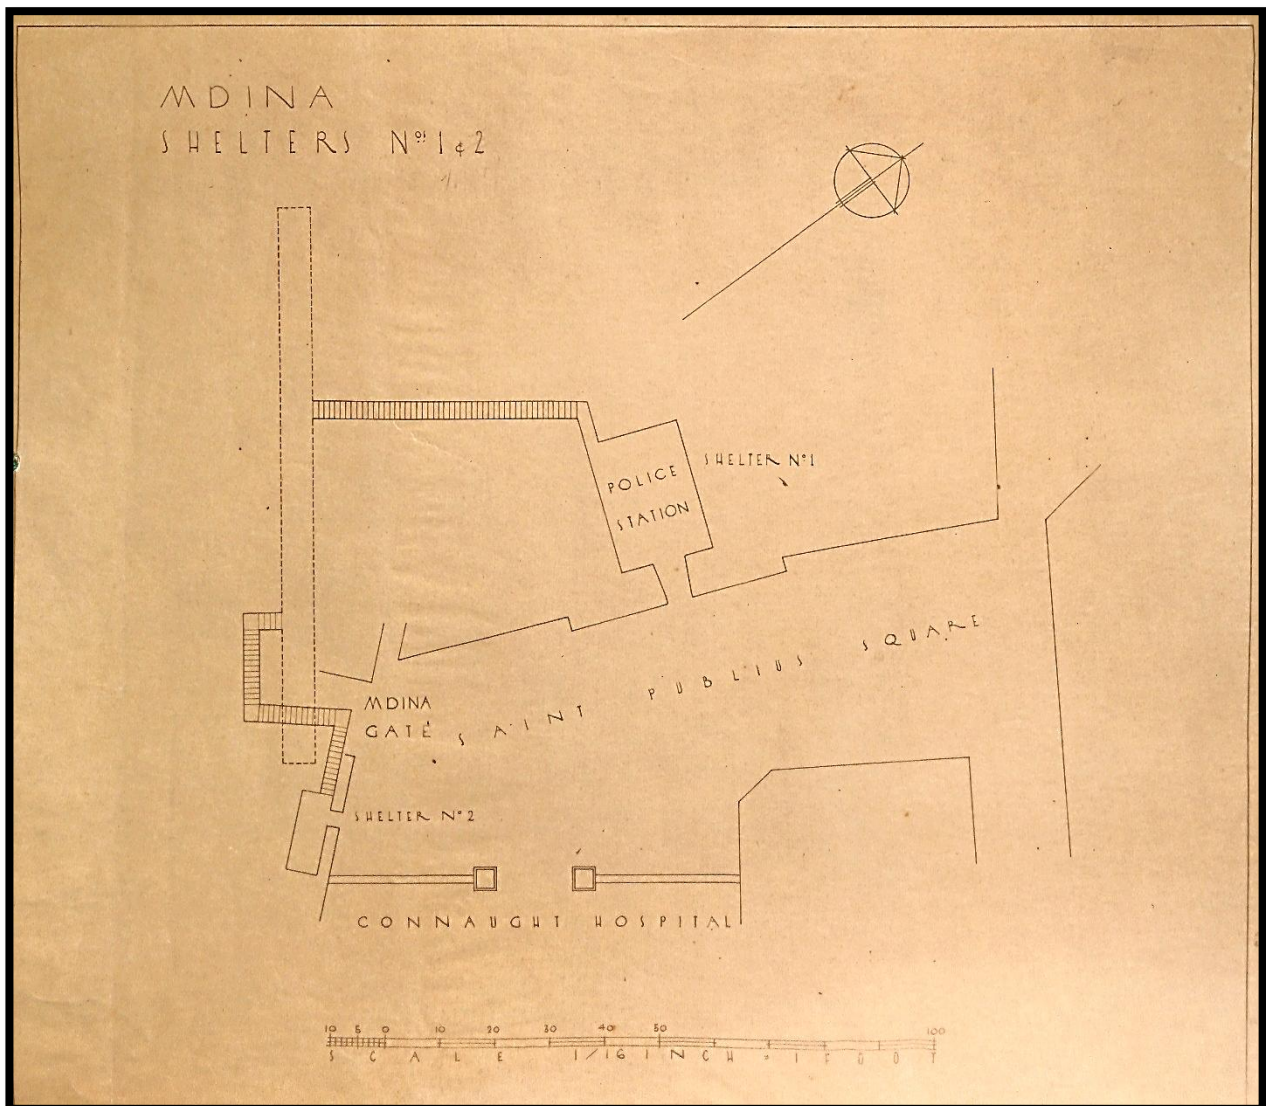 MDINA
SHELTERS Nos 1 & 2
SHELTER No 1
POLICE
STATION
SAINT PUBLIUS SQUARE
MDINA
GATE
SHELTER No 2
CONNAUGHT HOSPITAL
10 5 0 10 20 30 40 50 100
SCALE 1/16 INCH = 1 FOOT